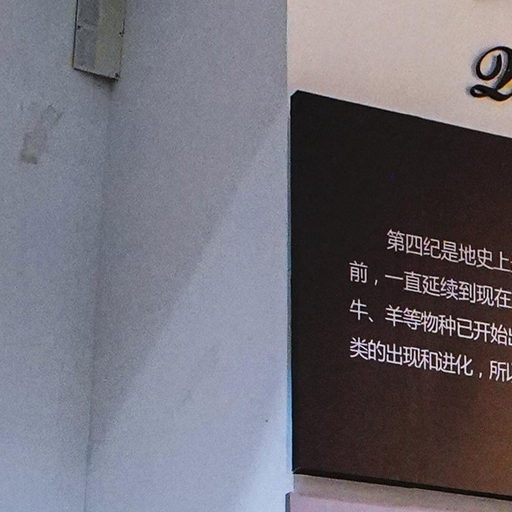 第四纪是地史上
前，一直延续到现在
牛、羊等物种已开始
类的出现和进化，所